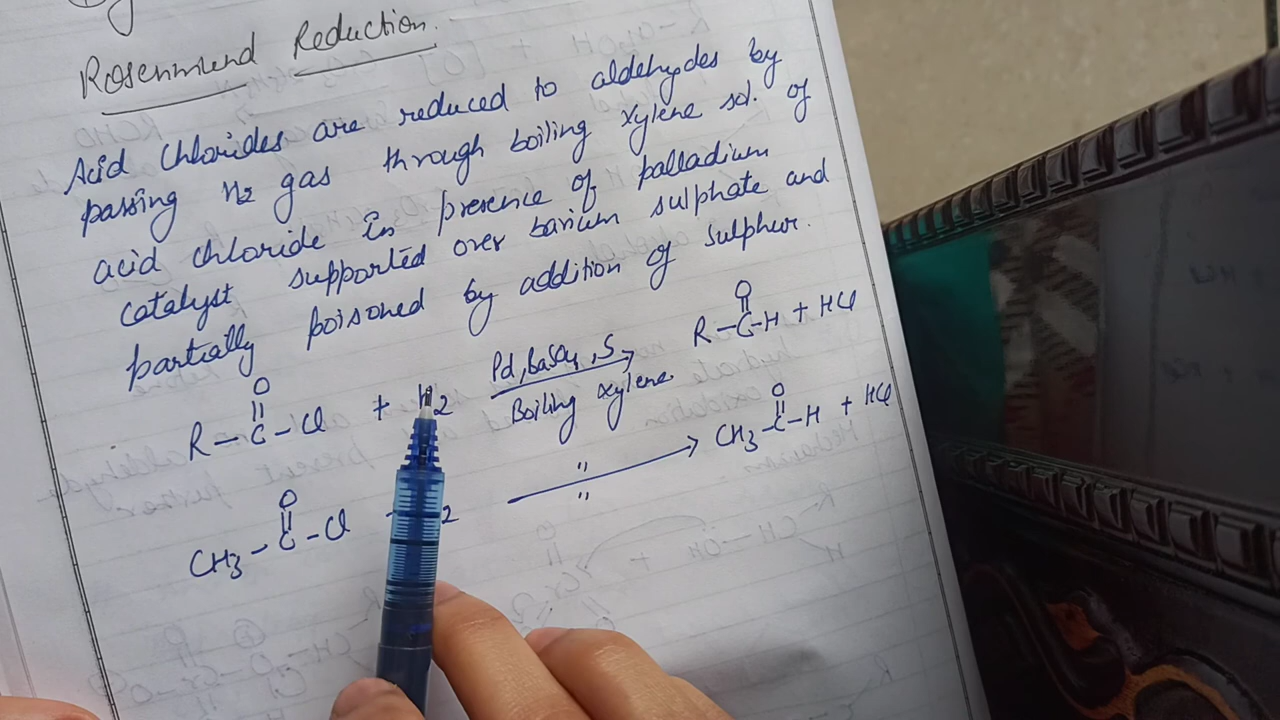 Rosenmund Reduction.
Acid chlorides are reduced to aldehydes by
passing H2 gas through boiling xylene sol. of
acid chloride in presence of palladium
catalyst supported over barium sulphate and
partially poisoned by addition of sulphur.
O O
|| Pd, BaSO4, S ||
R-C-Cl + H2 → R-C-H + HCl
Boiling xylene.
O O
|| " ||
CH3-C-Cl 2 → CH3-C-H + HCl
"